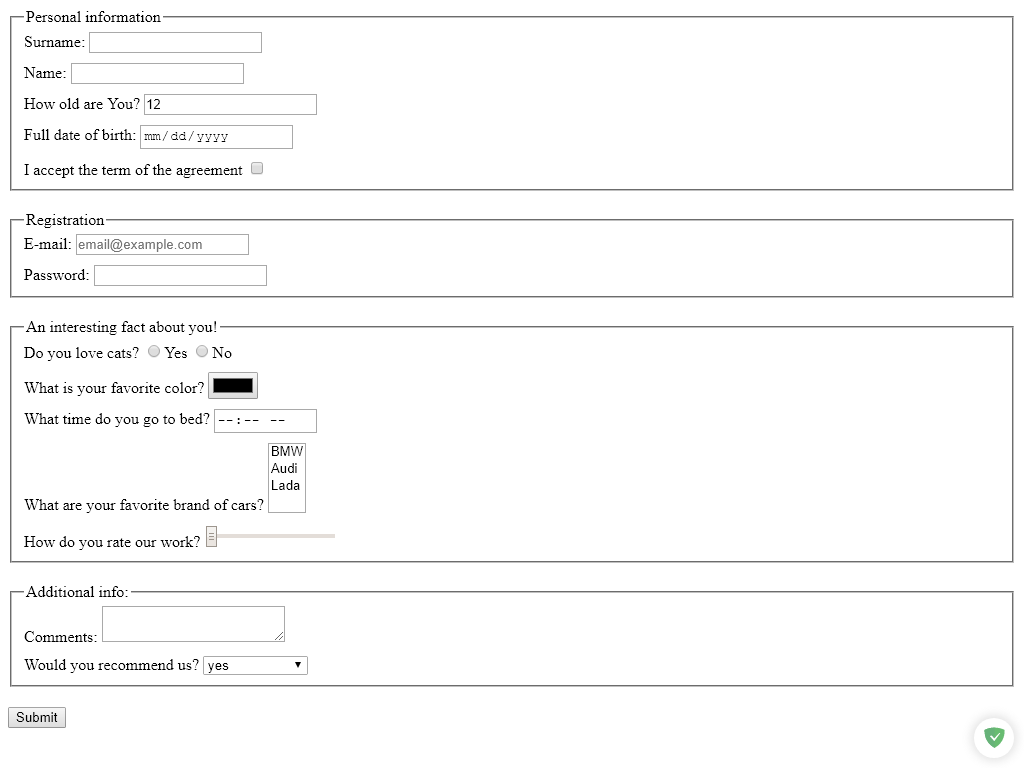 Personal information
Surname:
Name:
How old are You? 12
Full date of birth: mm/dd/yyyy
I accept the term of the agreement
Registration
E-mail: email@example.com
Password:
An interesting fact about you!
Do you love cats? Yes No
What is your favorite color?
What time do you go to bed? --:-- --
BMW
Audi
Lada
What are your favorite brand of cars?
How do you rate our work?
Additional info:
Comments:
Would you recommend us? yes
Submit